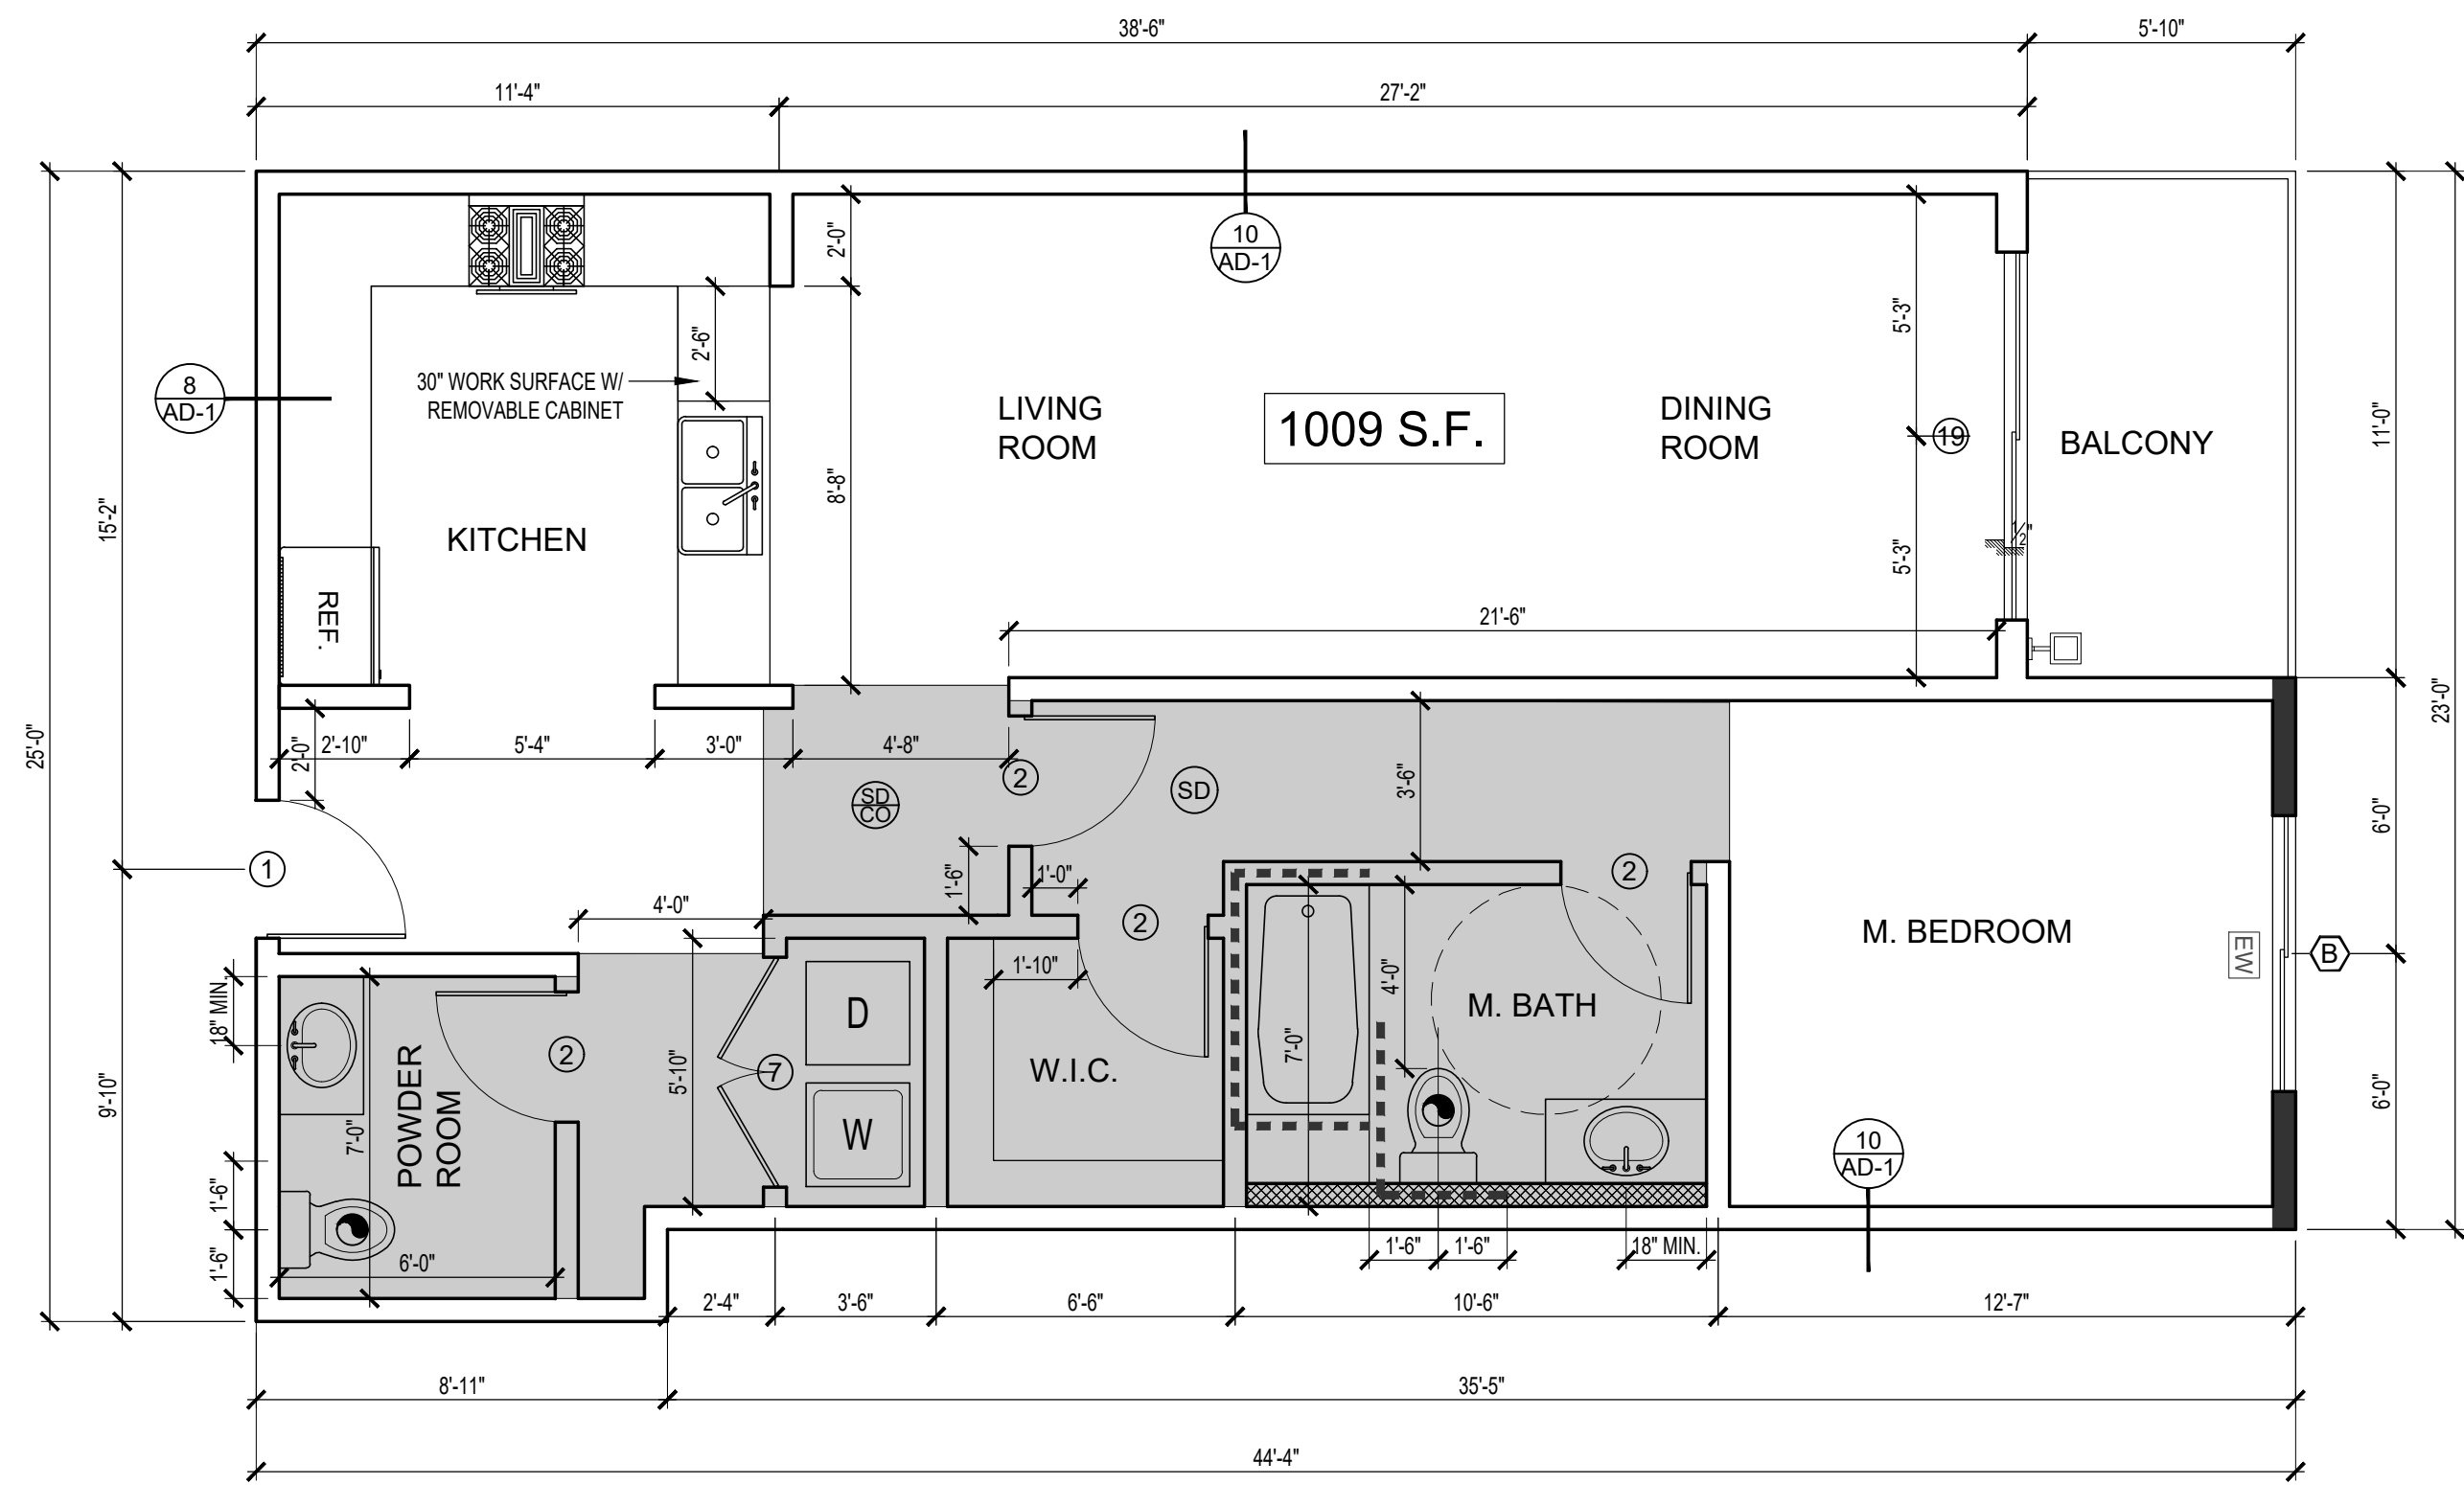 38'-6"
5'-10"
11'-4"
27'-2"
10
AD-1
2'-0"
2'-6"
5'-3"
8
AD-1
30" WORK SURFACE W/
REMOVABLE CABINET
LIVING
ROOM
1009 S.F.
DINING
ROOM
19
BALCONY
11'-0"
15'-2"
8'-8"
KITCHEN
5'-3"
1/2"
REF.
21'-6"
25'-0"
23'-0"
2'-0"
2'-10"
5'-4"
3'-0"
4'-8"
2
SD
CO
SD
3'-6"
6'-0"
1
1'-6"
1'-0"
2
2
4'-0"
M. BEDROOM
EW
B
1'-10"
18" MIN.
D
4'-0"
M. BATH
2
5'-10"
7
7'-0"
W.I.C.
POWDER
ROOM
7'-0"
W
9'-10"
6'-0"
10
AD-1
1'-6"
1'-6"
6'-0"
1'-6"
1'-6"
18" MIN.
2'-4"
3'-6"
6'-6"
10'-6"
12'-7"
8'-11"
35'-5"
44'-4"